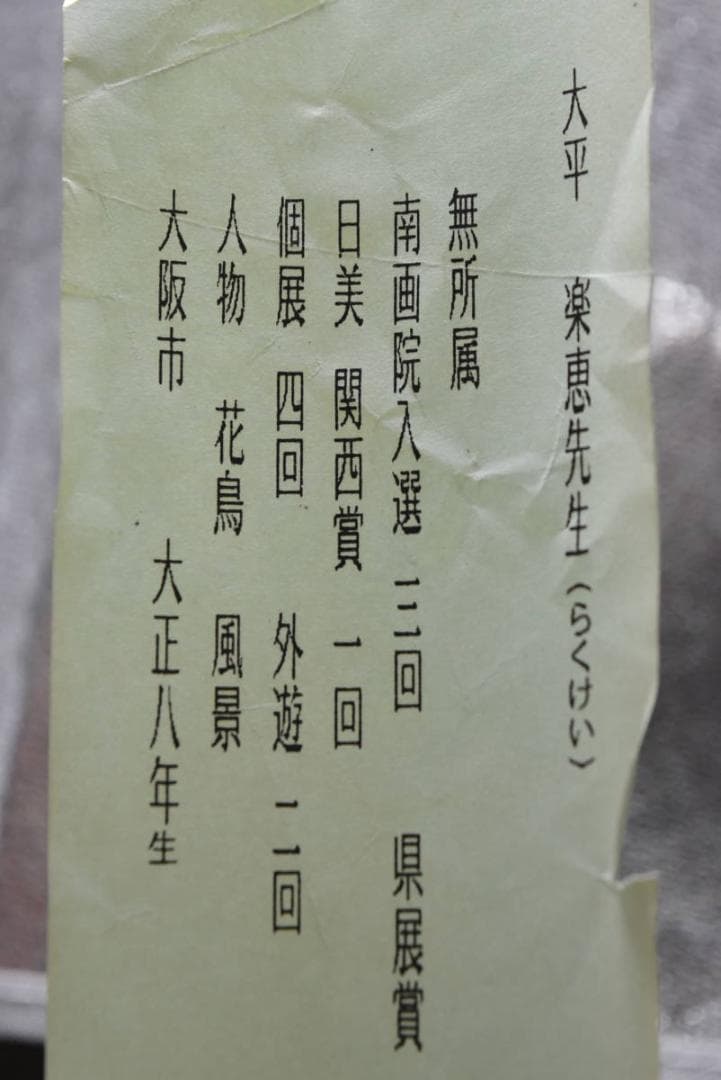 大平　楽恵先生（らくけい）
無所属
南画院入選 三回　県展賞
日美 関西賞 一回
個展 四回　外遊 二回
人物　花鳥　風景
大阪市　大正八年生